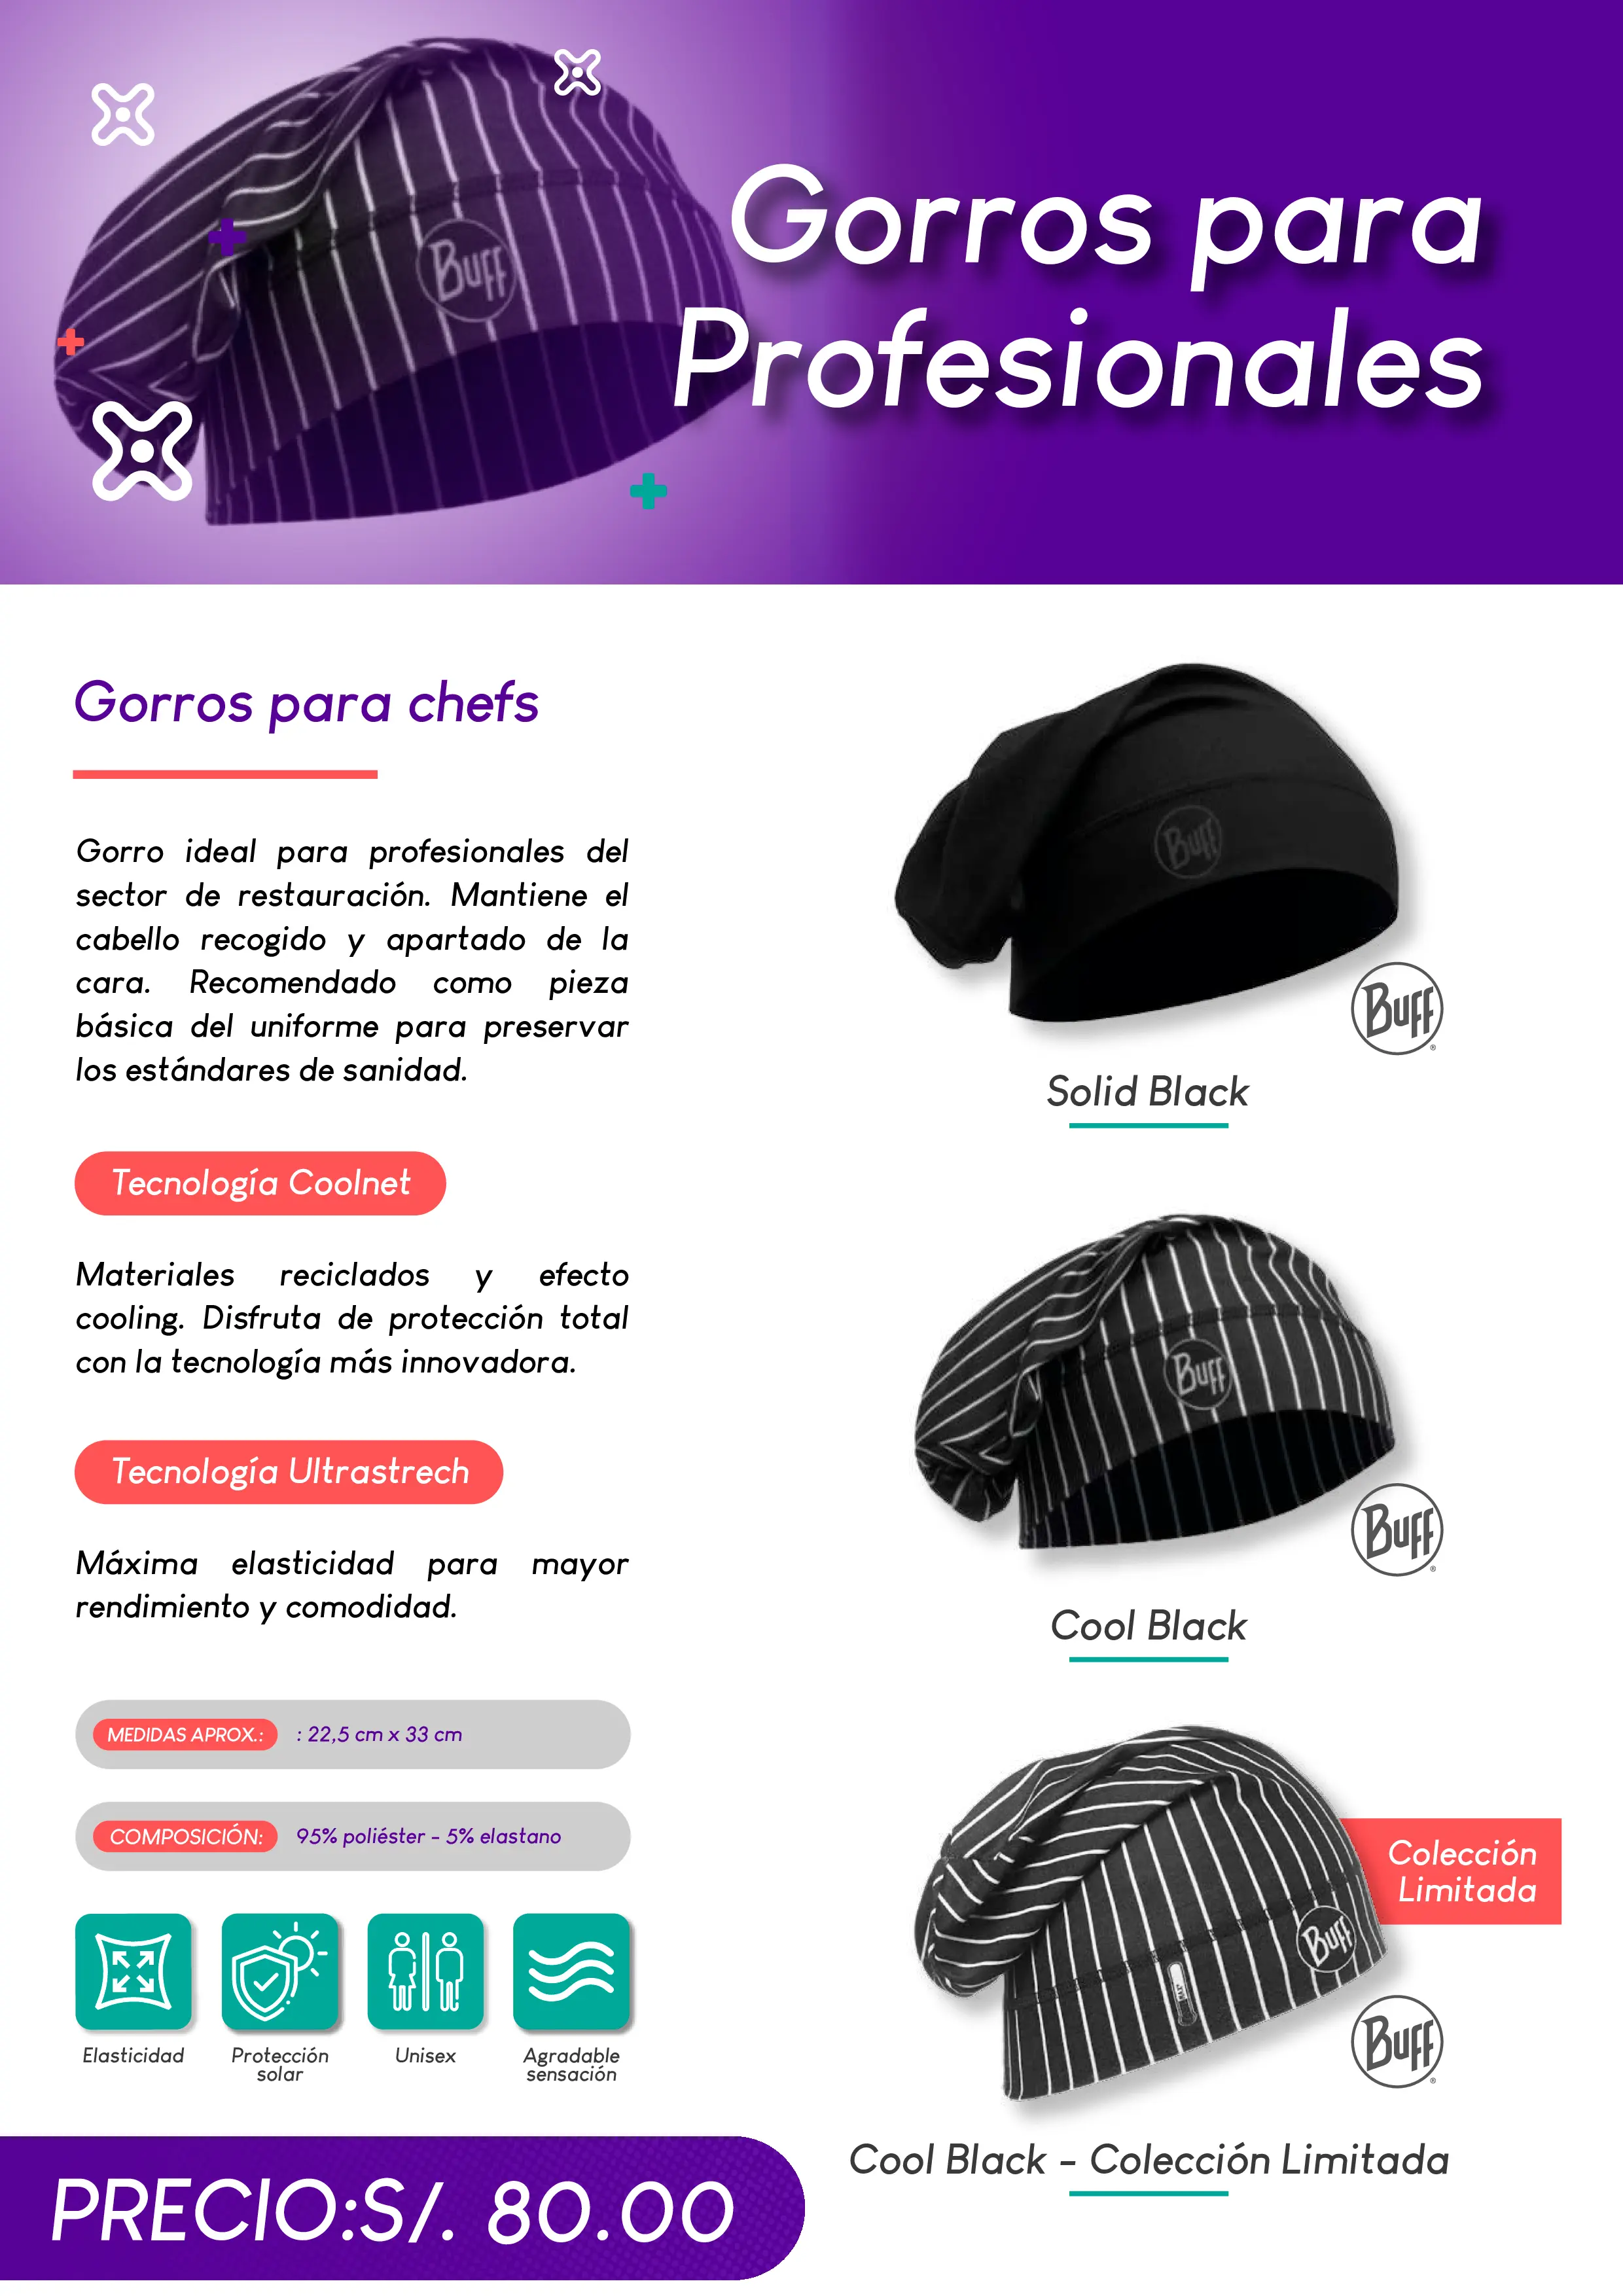 Gorros para
Profesionales
Buff
Gorros para chefs
Gorro ideal para profesionales del
sector de restauración. Mantiene el
cabello recogido y apartado de la
cara. Recomendado como pieza
básica del uniforme para preservar
los estándares de sanidad.
Tecnología Coolnet
Materiales reciclados y efecto
cooling. Disfruta de protección total
con la tecnología más innovadora.
Tecnología Ultrastrech
Máxima elasticidad para mayor
rendimiento y comodidad.
MEDIDAS APROX.: : 22,5 cm x 33 cm
COMPOSICIÓN: 95% poliéster - 5% elastano
Elasticidad
Protección
solar
Unisex
Agradable
sensación
PRECIO:S/. 80.00
Buff
Buff®
Solid Black
Buff
Buff®
Cool Black
Colección
Limitada
Buff
Buff®
Cool Black - Colección Limitada